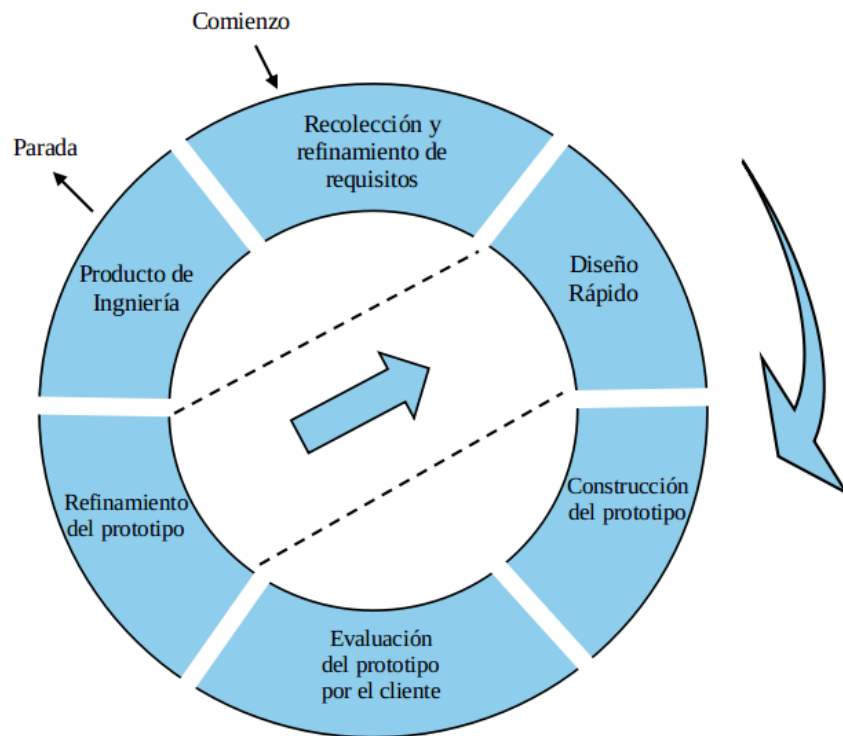 Comienzo
Recolección y
refinamiento de
requisitos
Parada
Producto de
Ingniería
Diseño
Rápido
Refinamiento
del prototipo
Construcción
del prototipo
Evaluación
del prototipo
por el cliente